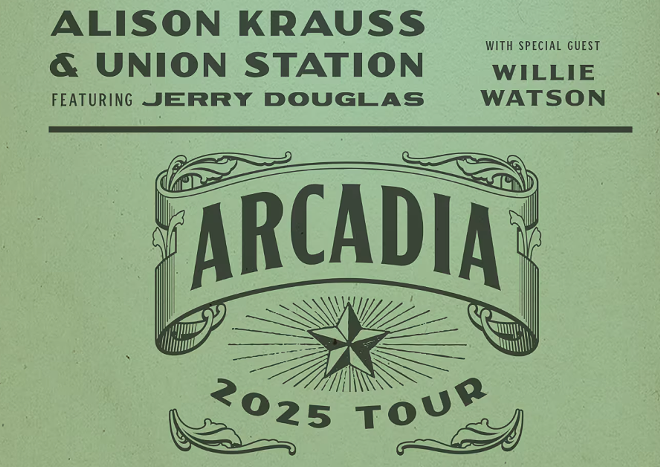 ALISON KRAUSS
& UNION STATION
FEATURING JERRY DOUGLAS
WITH SPECIAL GUEST
WILLIE
WATSON
ARCADIA
2025 TOUR